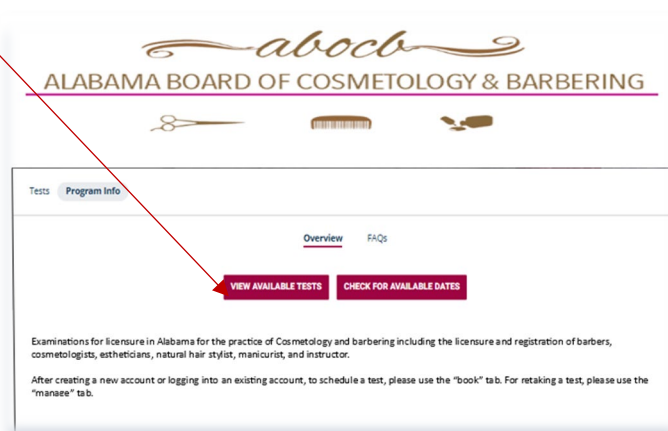 abocb
ALABAMA BOARD OF COSMETOLOGY & BARBERING
Tests Program Info
Overview FAQs
VIEW AVAILABLE TESTS CHECK FOR AVAILABLE DATES
Examinations for licensure in Alabama for the practice of Cosmetology and barbering including the licensure and registration of barbers,
cosmetologists, estheticians, natural hair stylist, manicurist, and instructor.
After creating a new account or logging into an existing account, to schedule a test, please use the “book” tab. For retaking a test, please use the
“manage” tab.